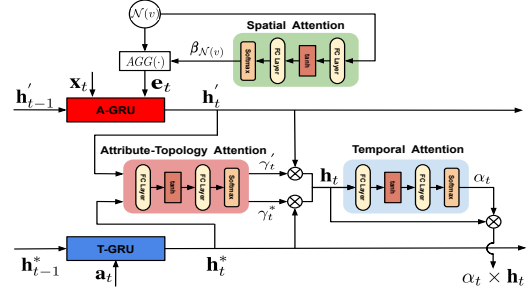 𝒩(v)
Spatial Attention
β_𝒩(v)
AGG(·)
Softmax
FC Layer
tanh
FC Layer
x_t
e_t
h'_{t-1}
A-GRU
h'_t
Attribute-Topology Attention
γ'_t
Temporal Attention
FC Layer
tanh
FC Layer
Softmax
h_t
FC Layer
tanh
FC Layer
Softmax
α_t
γ*_t
T-GRU
h*_{t-1}
h*_t
a_t
α_t × h_t